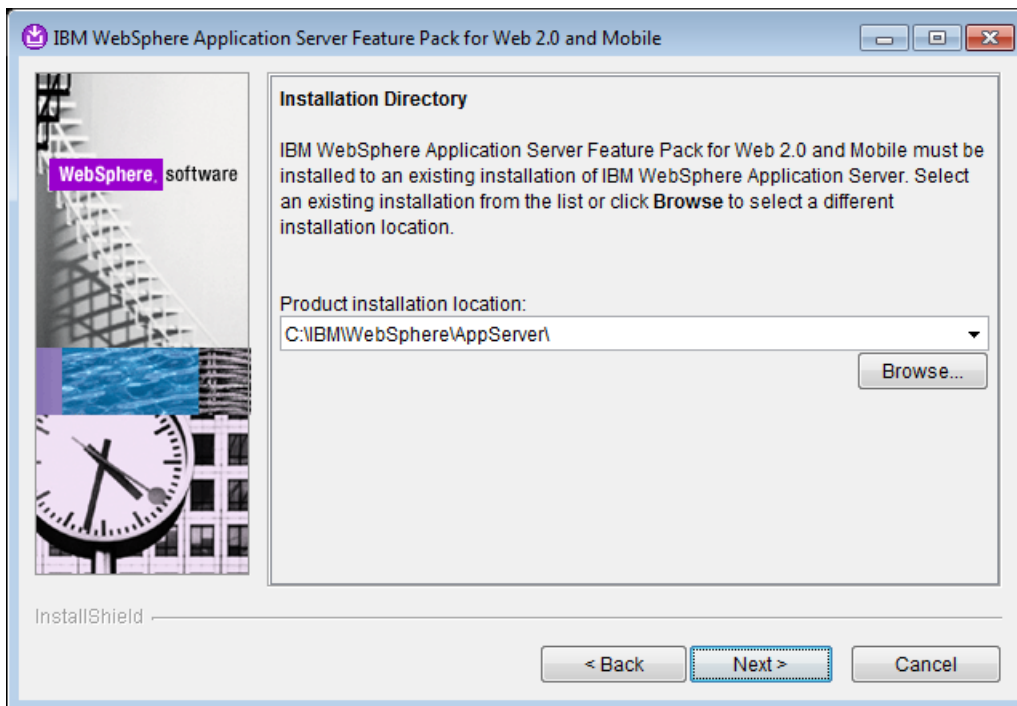 IBM WebSphere Application Server Feature Pack for Web 2.0 and Mobile
WebSphere. software
Installation Directory
IBM WebSphere Application Server Feature Pack for Web 2.0 and Mobile must be
installed to an existing installation of IBM WebSphere Application Server. Select
an existing installation from the list or click Browse to select a different
installation location.
Product installation location:
C:\IBM\WebSphere\AppServer\
Browse...
InstallShield
< Back
Next >
Cancel